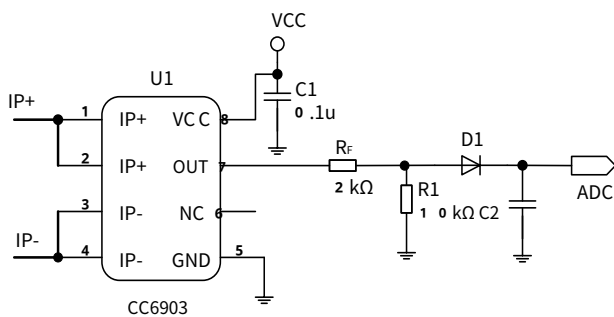 VCC
U1
C1
0 .1u
IP+
1
IP+
VC C
8
2
IP+
OUT
7
RF
2 kΩ
D1
ADC
3
IP-
NC
6
R1
1 0 kΩ C2
IP-
4
IP-
GND
5
CC6903